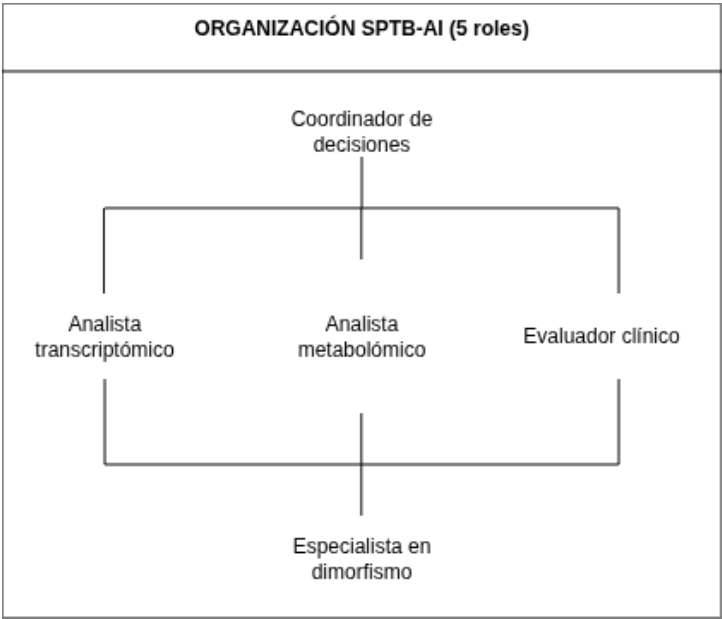 ORGANIZACIÓN SPTB-AI (5 roles)
Coordinador de
decisiones
Analista
transcriptómico
Analista
metabolómico
Evaluador clínico
Especialista en
dimorfismo